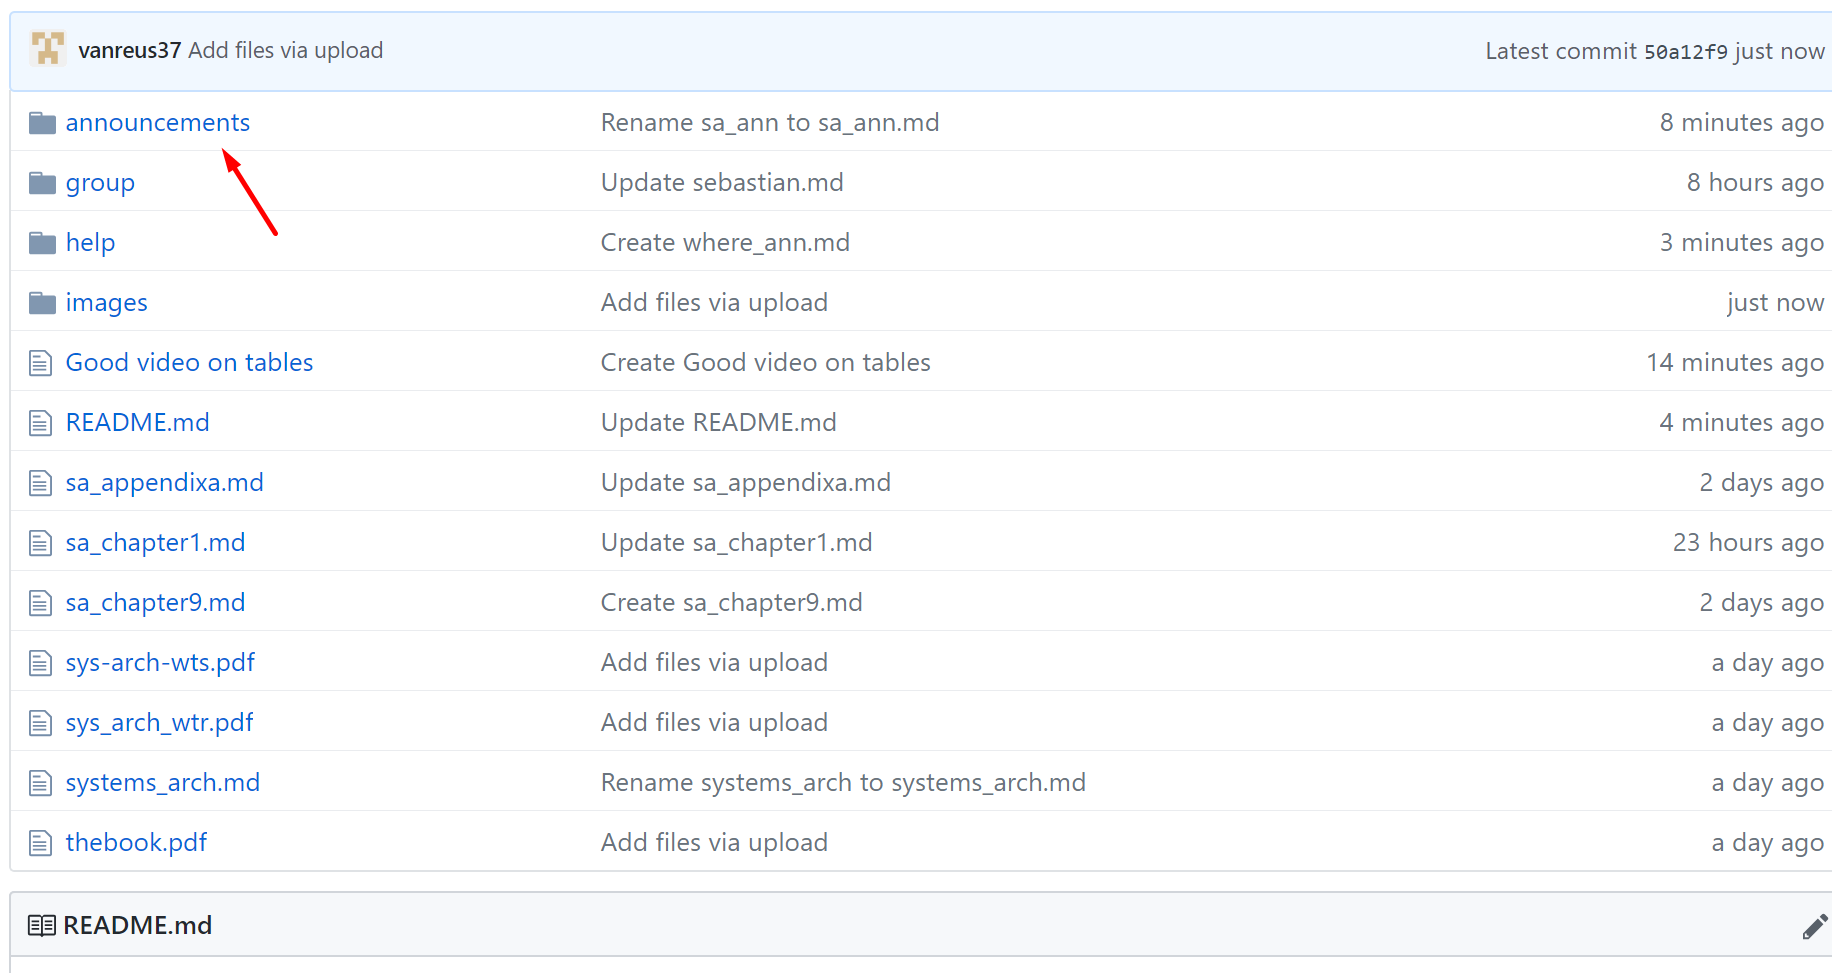 vanreus37 Add files via upload Latest commit 50a12f9 just now
announcements Rename sa_ann to sa_ann.md 8 minutes ago
group Update sebastian.md 8 hours ago
help Create where_ann.md 3 minutes ago
images Add files via upload just now
Good video on tables Create Good video on tables 14 minutes ago
README.md Update README.md 4 minutes ago
sa_appendixa.md Update sa_appendixa.md 2 days ago
sa_chapter1.md Update sa_chapter1.md 23 hours ago
sa_chapter9.md Create sa_chapter9.md 2 days ago
sys-arch-wts.pdf Add files via upload a day ago
sys_arch_wtr.pdf Add files via upload a day ago
systems_arch.md Rename systems_arch to systems_arch.md a day ago
thebook.pdf Add files via upload a day ago
README.md